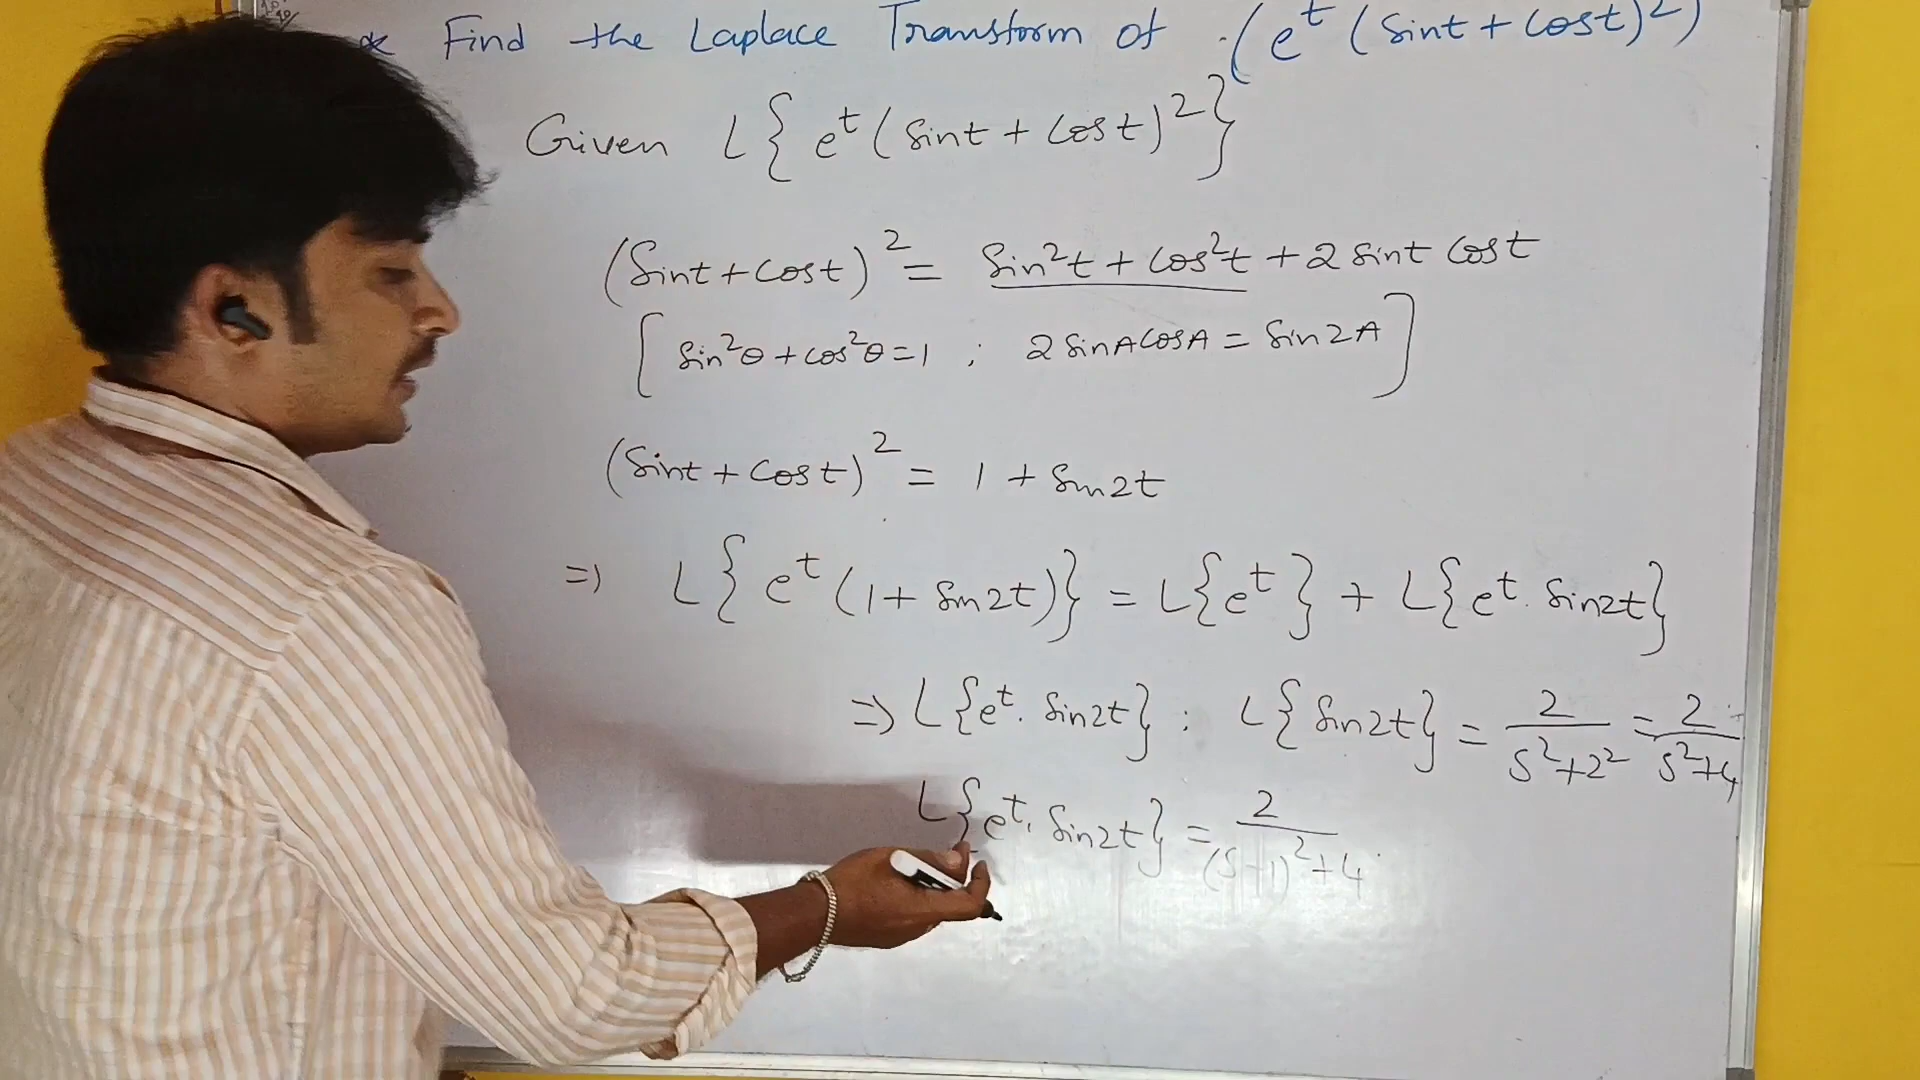 * Find the Laplace Transform of (e^t (Sint + Cost)^2)
Given L{ e^t (Sint + Cost)^2 }
(Sint + Cost)^2 = Sin^2t + Cos^2t + 2 Sint Cost
[ Sin^2θ + cos^2θ = 1 ; 2 SinA CosA = Sin2A ]
(Sint + Cost)^2 = 1 + Sin2t
=> L{ e^t (1 + Sin2t) } = L{e^t} + L{e^t. Sin2t}
=> L{e^t. Sin2t} : L{Sin2t} = 2/(S^2+2^2) = 2/(S^2+4)
L{e^t. Sin2t} = 2/((S-1)^2+4)